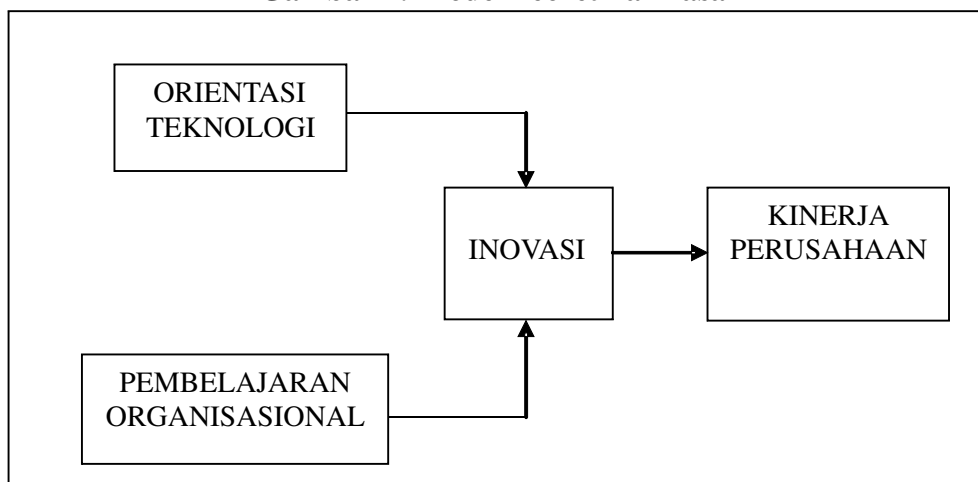 ORIENTASI
TEKNOLOGI
INOVASI
KINERJA
PERUSAHAAN
PEMBELAJARAN
ORGANISASIONAL